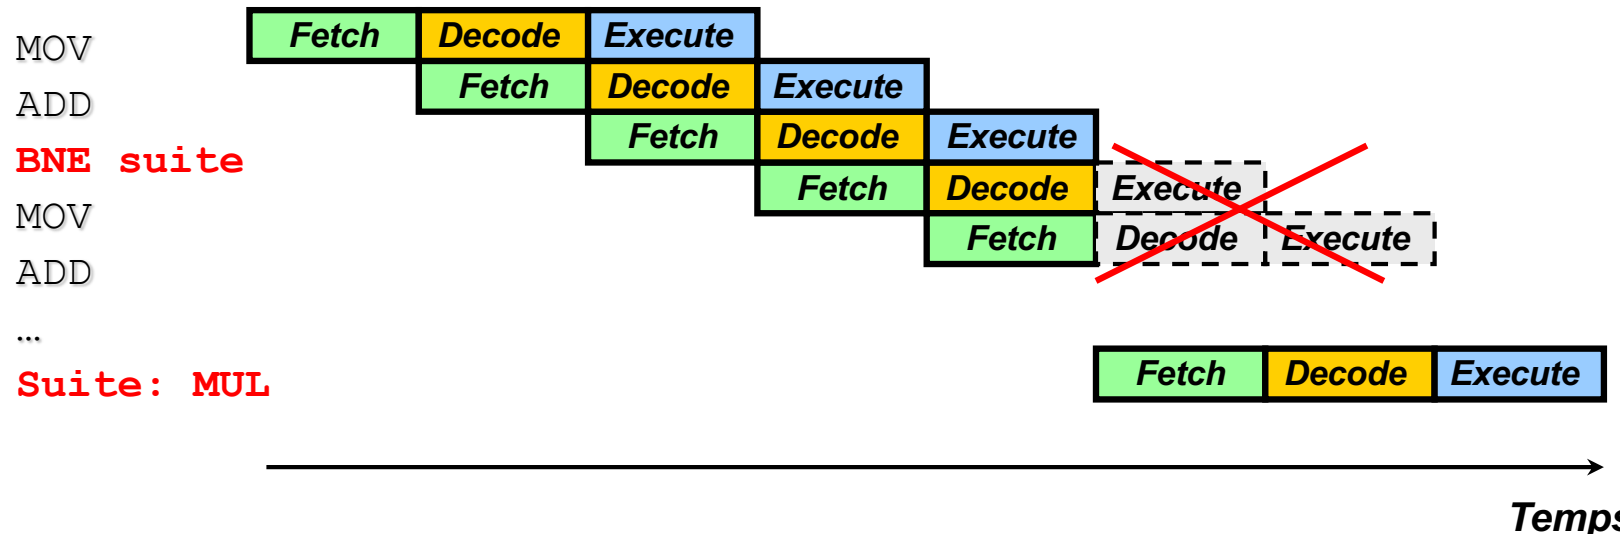 MOV Fetch Decode Execute
ADD Fetch Decode Execute
BNE suite Fetch Decode Execute
MOV Fetch Decode Execute
ADD Fetch Decode Execute
…
Suite: MUL Fetch Decode Execute
Temps